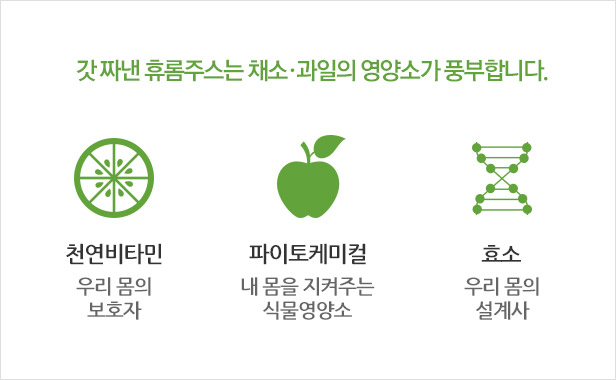 갓 짜낸 휴롬주스는 채소·과일의 영양소가 풍부합니다.
천연비타민
우리 몸의
보호자
파이토케미컬
내 몸을 지켜주는
식물영양소
효소
우리 몸의
설계사